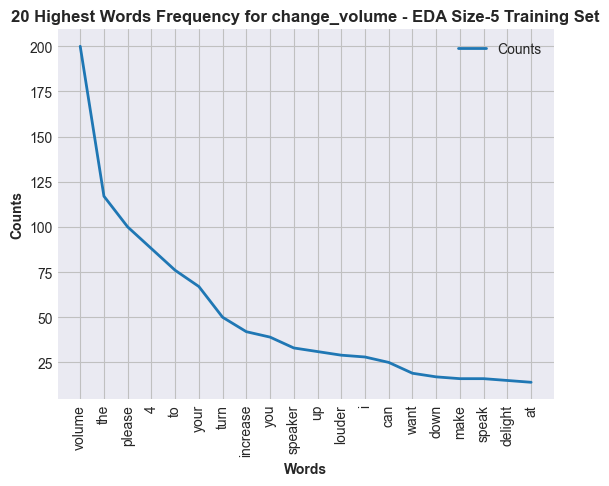 20 Highest Words Frequency for change_volume - EDA Size-5 Training Set
Counts
200
175
150
125
100
75
50
25
Counts
volume
the
please
4
to
your
turn
increase
you
speaker
up
louder
i
can
want
down
make
speak
delight
at
Words